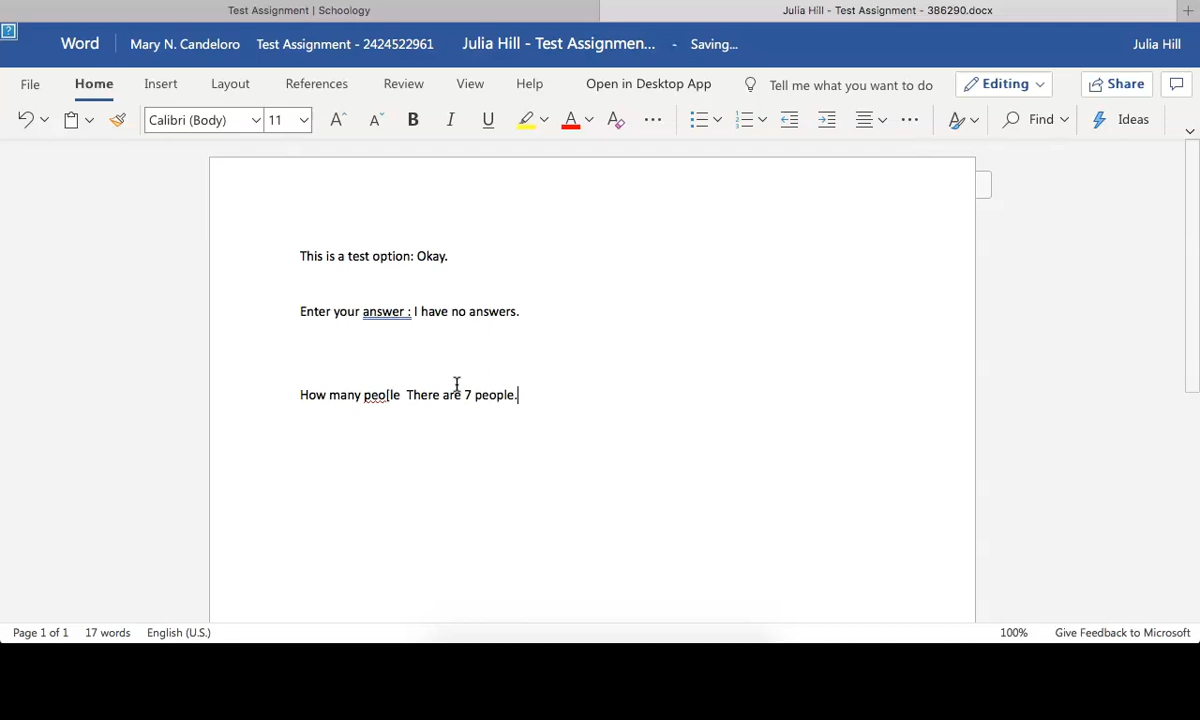 Test Assignment | Schoology
Julia Hill - Test Assignment - 386290.docx
Word
Mary N. Candeloro
Test Assignment - 2424522961
Julia Hill - Test Assignmen... - Saving...
Julia Hill
File Home Insert Layout References Review View Help Open in Desktop App Tell me what you want to do Editing Share
Calibri (Body) 11 A A B I U A A Find Ideas
This is a test option: Okay.
Enter your answer : I have no answers.
How many peo[le  There are 7 people.
Page 1 of 1 17 words English (U.S.) 100% Give Feedback to Microsoft